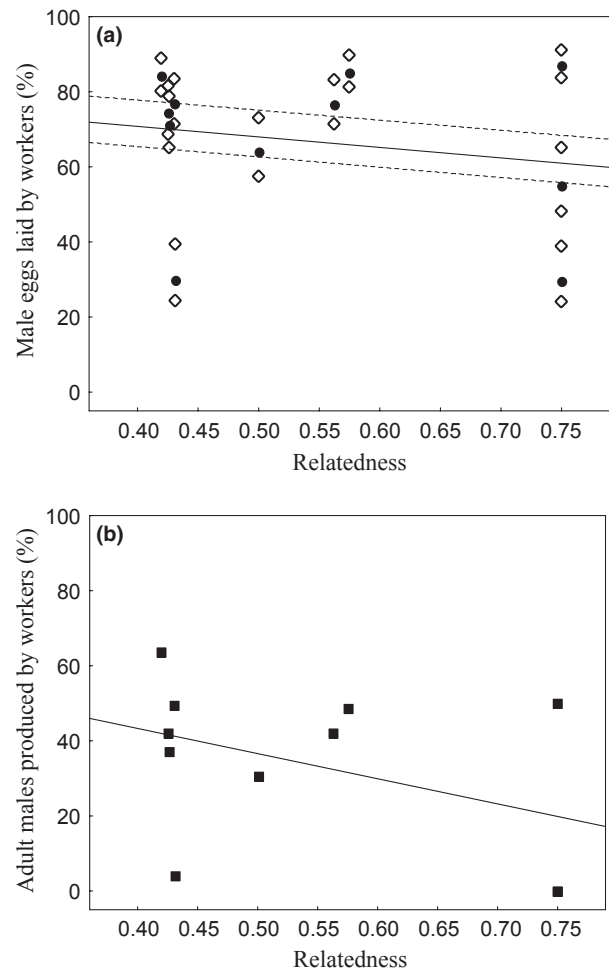 (a)
Male eggs laid by workers (%)
100
80
60
40
20
0
0.40 0.45 0.50 0.55 0.60 0.65 0.70 0.75
Relatedness
(b)
Adult males produced by workers (%)
100
80
60
40
20
0
0.40 0.45 0.50 0.55 0.60 0.65 0.70 0.75
Relatedness